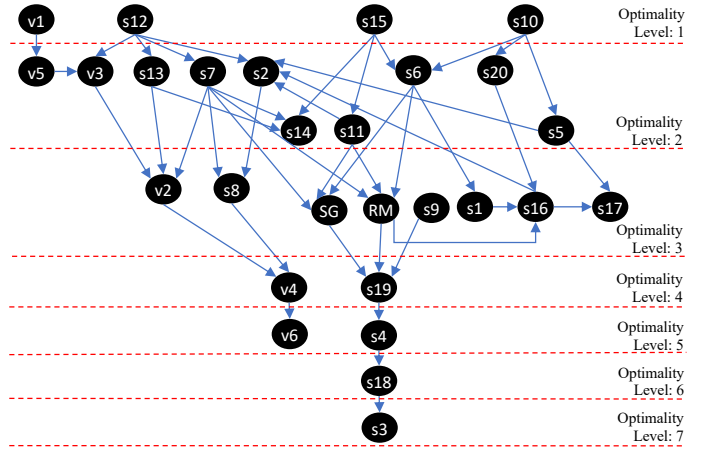 v1 s12 s15 s10 Optimality
Level: 1
v5 v3 s13 s7 s2 s6 s20
s14 s11 s5 Optimality
Level: 2
v2 s8 SG RM s9 s1 s16 s17
Optimality
Level: 3
v4 s19 Optimality
Level: 4
v6 s4 Optimality
Level: 5
s18 Optimality
Level: 6
s3 Optimality
Level: 7